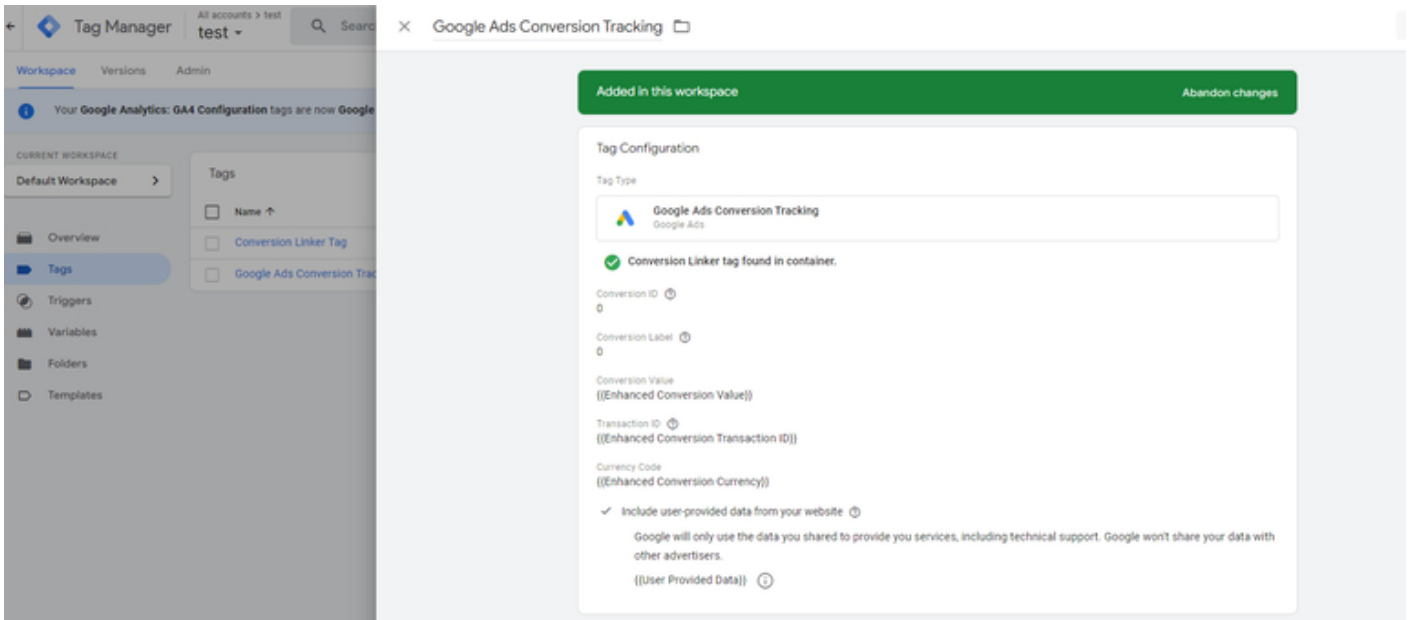 Tag Manager
All accounts > test
test
Searc
Workspace
Versions
Admin
Your Google Analytics: GA4 Configuration tags are now Google
CURRENT WORKSPACE
Default Workspace
Overview
Tags
Triggers
Variables
Folders
Templates
Tags
Name
Conversion Linker Tag
Google Ads Conversion Trac
Google Ads Conversion Tracking
Added in this workspace
Abandon changes
Tag Configuration
Tag Type
Google Ads Conversion Tracking
Google Ads
Conversion Linker tag found in container.
Conversion ID
0
Conversion Label
0
Conversion Value
{{Enhanced Conversion Value}}
Transaction ID
{{Enhanced Conversion Transaction ID}}
Currency Code
{{Enhanced Conversion Currency}}
Include user-provided data from your website
Google will only use the data you shared to provide you services, including technical support. Google won't share your data with
other advertisers.
{{User Provided Data}}